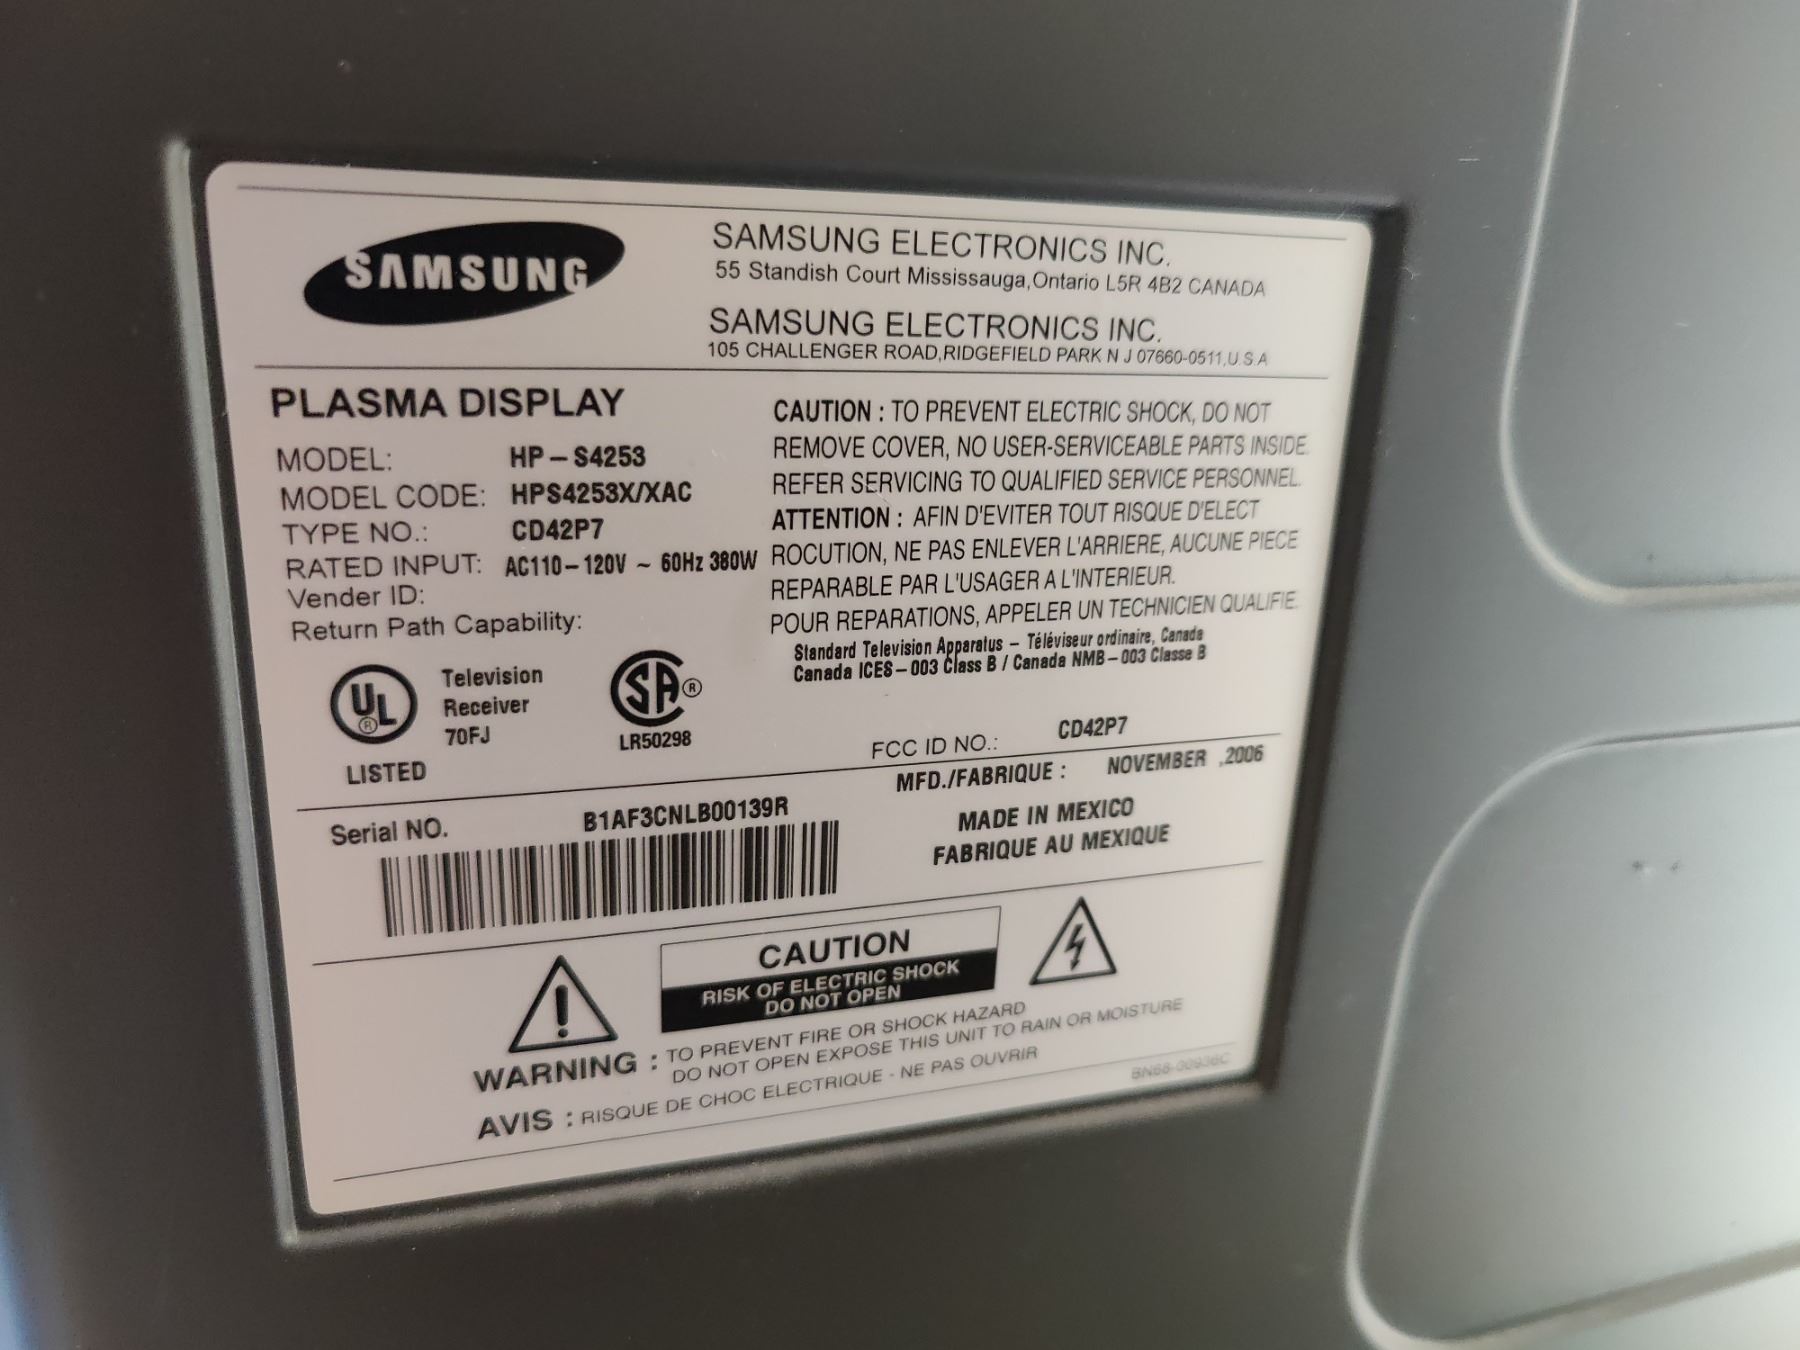 SAMSUNG
SAMSUNG ELECTRONICS INC.
55 Standish Court Mississauga,Ontario L5R 4B2 CANADA
SAMSUNG ELECTRONICS INC.
105 CHALLENGER ROAD,RIDGEFIELD PARK N J 07660-0511,U.S.A
PLASMA DISPLAY
MODEL: HP – S4253
MODEL CODE: HPS4253X/XAC
TYPE NO.: CD42P7
RATED INPUT: AC110 – 120V ~ 60Hz 380W
Vender ID:
Return Path Capability:
CAUTION : TO PREVENT ELECTRIC SHOCK, DO NOT
REMOVE COVER, NO USER-SERVICEABLE PARTS INSIDE.
REFER SERVICING TO QUALIFIED SERVICE PERSONNEL.
ATTENTION : AFIN D'EVITER TOUT RISQUE D'ELECT
ROCUTION, NE PAS ENLEVER L'ARRIERE, AUCUNE PIECE
REPARABLE PAR L'USAGER A L'INTERIEUR.
POUR REPARATIONS, APPELER UN TECHNICIEN QUALIFIE.
Standard Television Apparatus – Téléviseur ordinaire, Canada
Canada ICES – 003 Class B / Canada NMB – 003 Classe B
UL ®
LISTED
Television
Receiver
70FJ
SA ®
LR50298
FCC ID NO.: CD42P7
MFD./FABRIQUE : NOVEMBER ,2006
MADE IN MEXICO
FABRIQUE AU MEXIQUE
Serial NO. B1AF3CNLB00139R
CAUTION
RISK OF ELECTRIC SHOCK
DO NOT OPEN
WARNING : TO PREVENT FIRE OR SHOCK HAZARD
DO NOT OPEN EXPOSE THIS UNIT TO RAIN OR MOISTURE
AVIS : RISQUE DE CHOC ELECTRIQUE - NE PAS OUVRIR
BN68-00936C